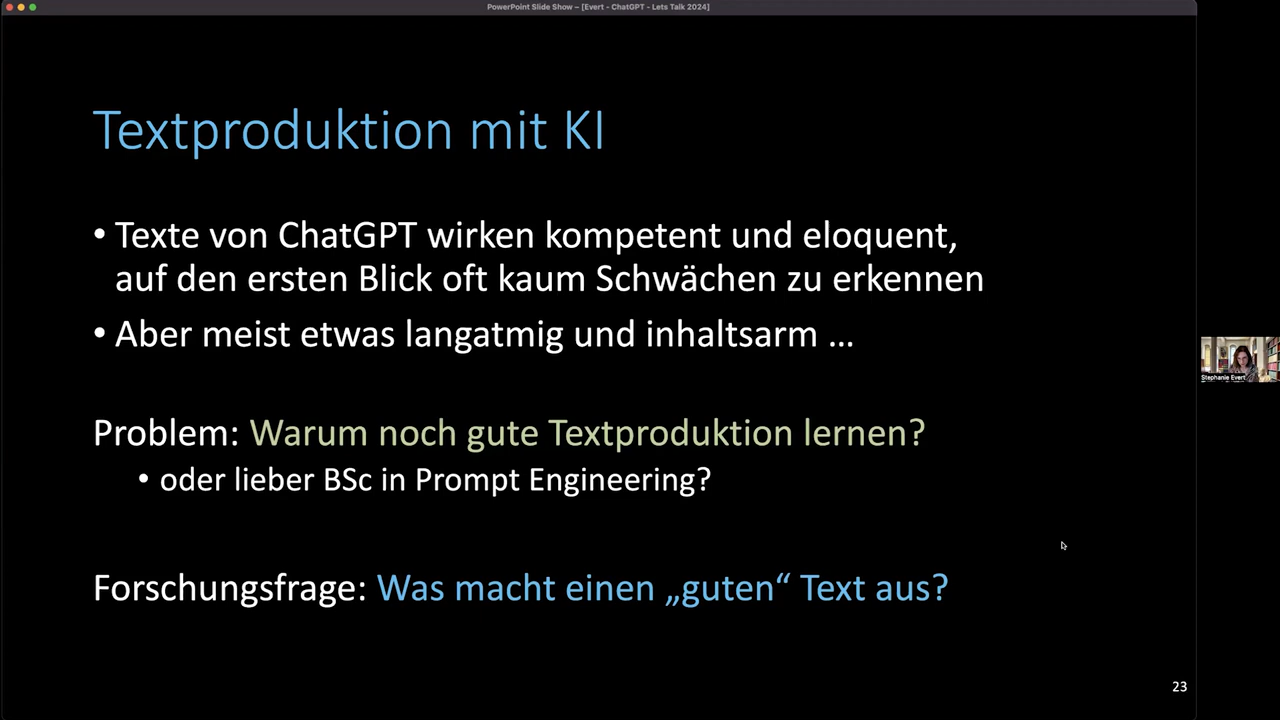 PowerPoint Slide Show – [Evert - ChatGPT - Lets Talk 2024]
Textproduktion mit KI
• Texte von ChatGPT wirken kompetent und eloquent,
auf den ersten Blick oft kaum Schwächen zu erkennen
• Aber meist etwas langatmig und inhaltsarm …
Problem: Warum noch gute Textproduktion lernen?
• oder lieber BSc in Prompt Engineering?
Forschungsfrage: Was macht einen „guten“ Text aus?
23
Stephanie Evert